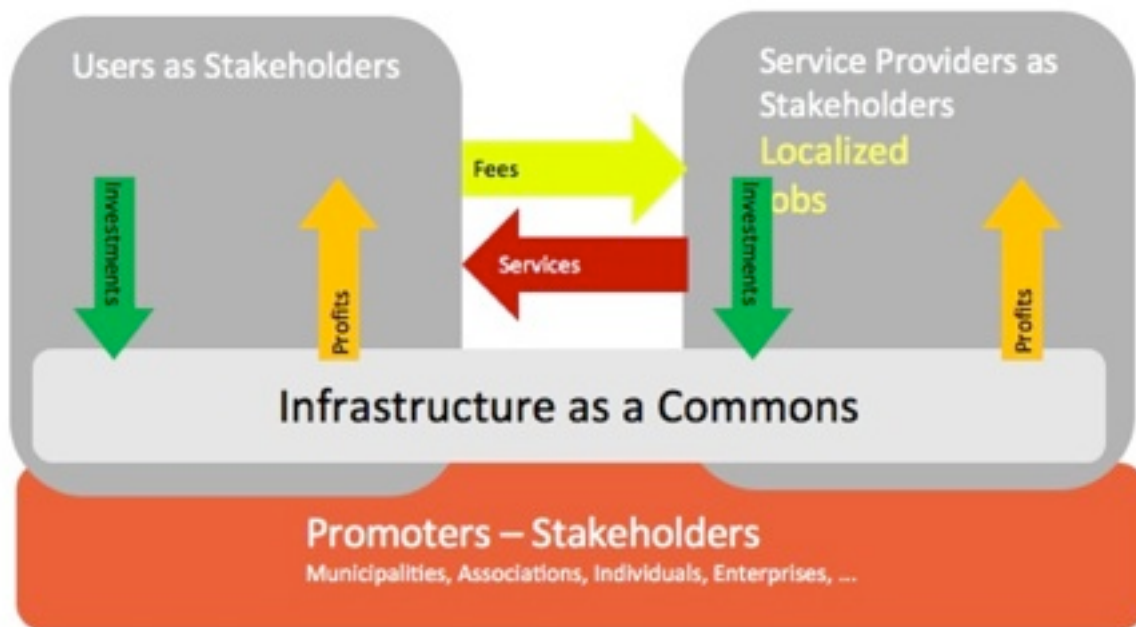 Users as Stakeholders
Service Providers as
Stakeholders
Localized
jobs
Fees
Services
Investments
Profits
Investments
Profits
Infrastructure as a Commons
Promoters – Stakeholders
Municipalities, Associations, Individuals, Enterprises, ...